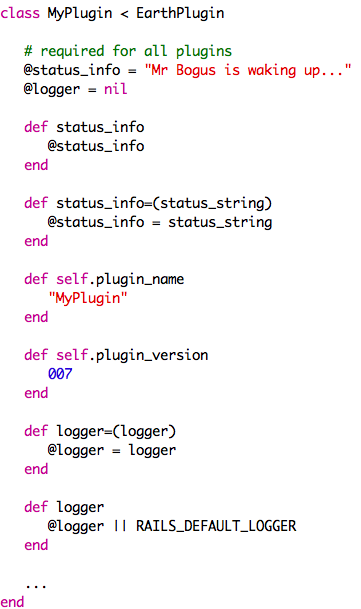 class MyPlugin < EarthPlugin
# required for all plugins
@status_info = "Mr Bogus is waking up..."
@logger = nil
def status_info
@status_info
end
def status_info=(status_string)
@status_info = status_string
end
def self.plugin_name
"MyPlugin"
end
def self.plugin_version
007
end
def logger=(logger)
@logger = logger
end
def logger
@logger || RAILS_DEFAULT_LOGGER
end
...
end